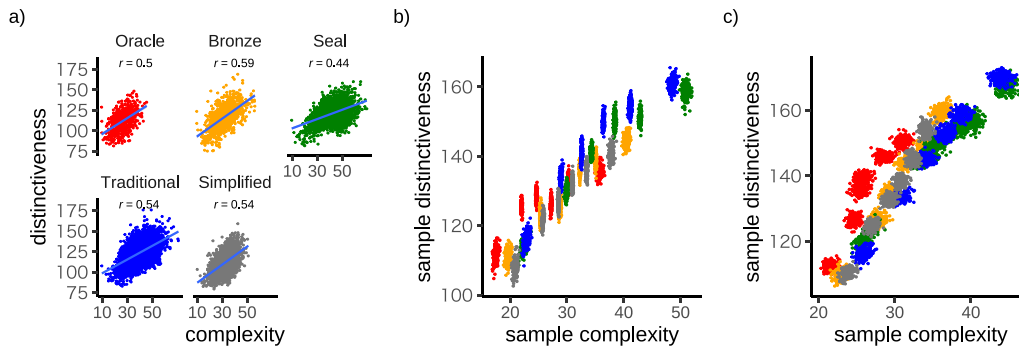 a)
b)
c)
Oracle
Bronze
Seal
r = 0.5
r = 0.59
r = 0.44
175
150
125
100
75
10 30 50
Traditional
Simplified
r = 0.54
r = 0.54
175
150
125
100
75
10 30 50
10 30 50
distinctiveness
complexity
160
140
120
100
20
30
40
50
sample distinctiveness
sample complexity
160
140
120
20
30
40
sample distinctiveness
sample complexity